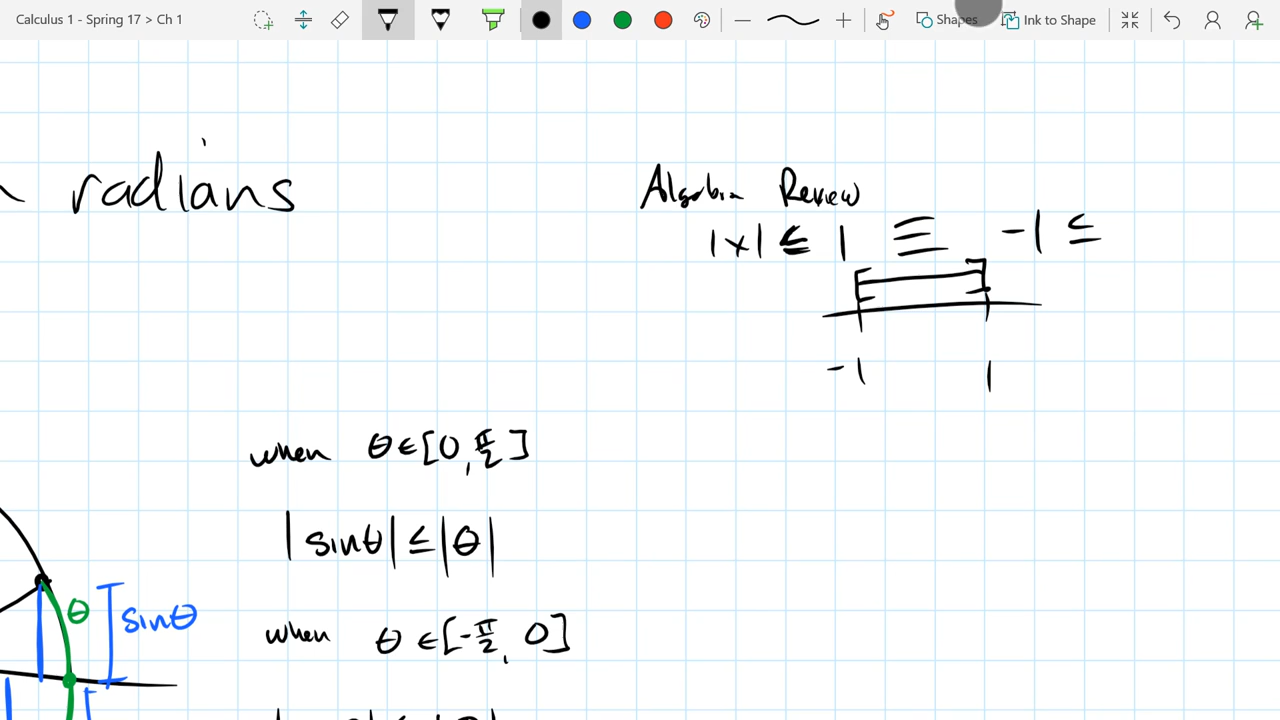 Calculus 1 - Spring 17 > Ch 1
Shapes
Ink to Shape
radians
Algebra Review
|x| ≤ 1 ≡ -1 ≤
-1 1
when θ∈[0, π/2]
|sinθ| ≤ |θ|
θ
sinθ
when θ ∈[-π/2, 0]